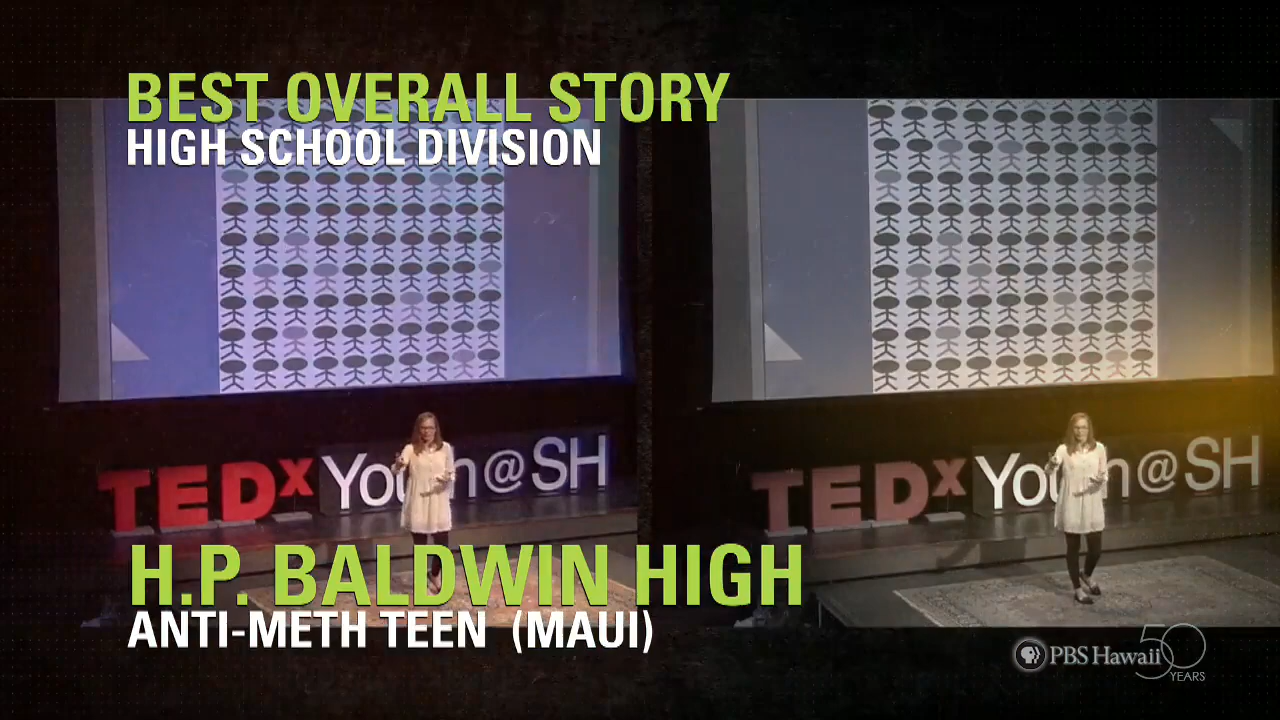 BEST OVERALL STORY
HIGH SCHOOL DIVISION
TEDx Youth@SH
TEDx Youth@SH
H.P. BALDWIN HIGH
ANTI-METH TEEN (MAUI)
PBS Hawaii 50
YEARS